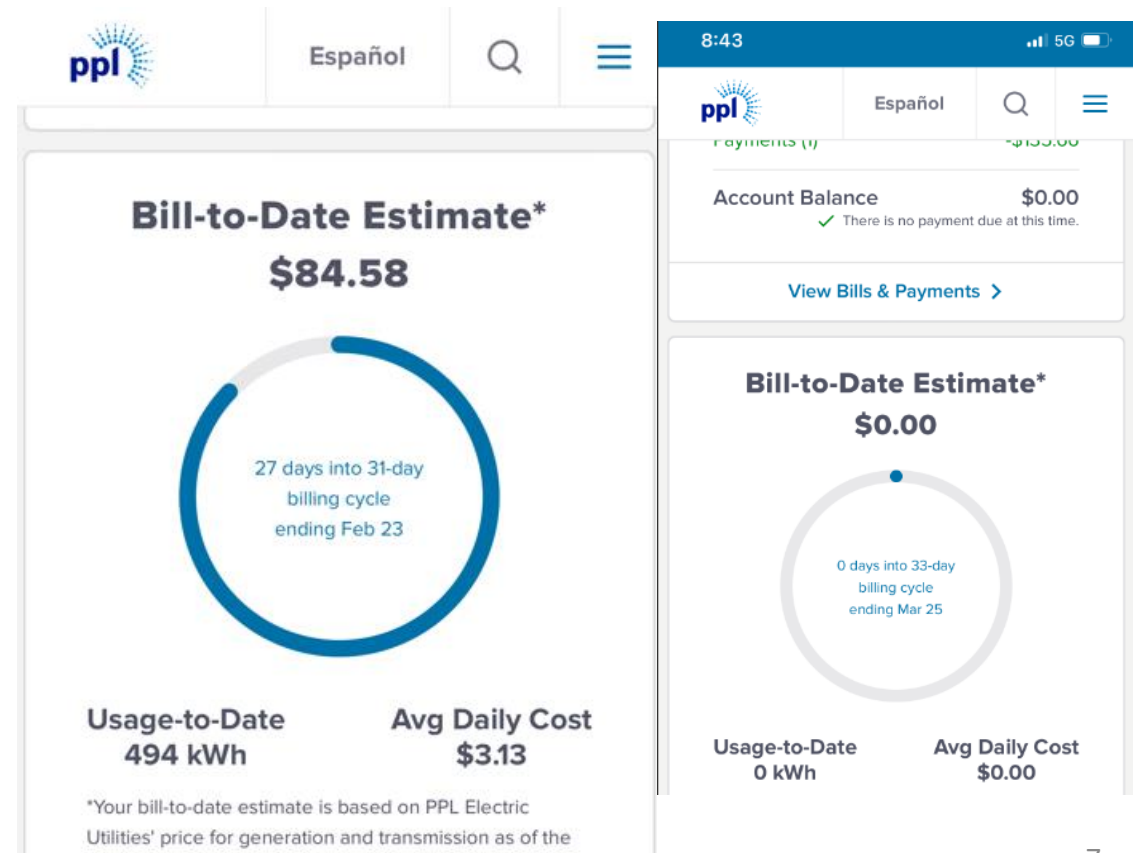 ppl
Español
Bill-to-Date Estimate*
$84.58
27 days into 31-day
billing cycle
ending Feb 23
Usage-to-Date
494 kWh
Avg Daily Cost
$3.13
*Your bill-to-date estimate is based on PPL Electric
Utilities' price for generation and transmission as of the
8:43
5G
ppl
Español
Payments (1)
Account Balance
$0.00
There is no payment due at this time.
View Bills & Payments
Bill-to-Date Estimate*
$0.00
0 days into 33-day
billing cycle
ending Mar 25
Usage-to-Date
0 kWh
Avg Daily Cost
$0.00